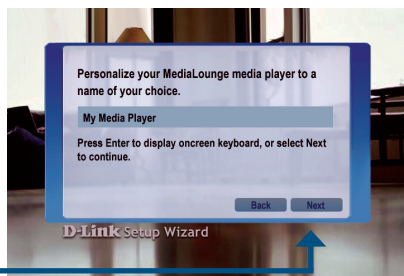 Personalize your MediaLounge media player to a
name of your choice.
My Media Player
Press Enter to display onscreen keyboard, or select Next
to continue.
Back Next
D-Link Setup Wizard